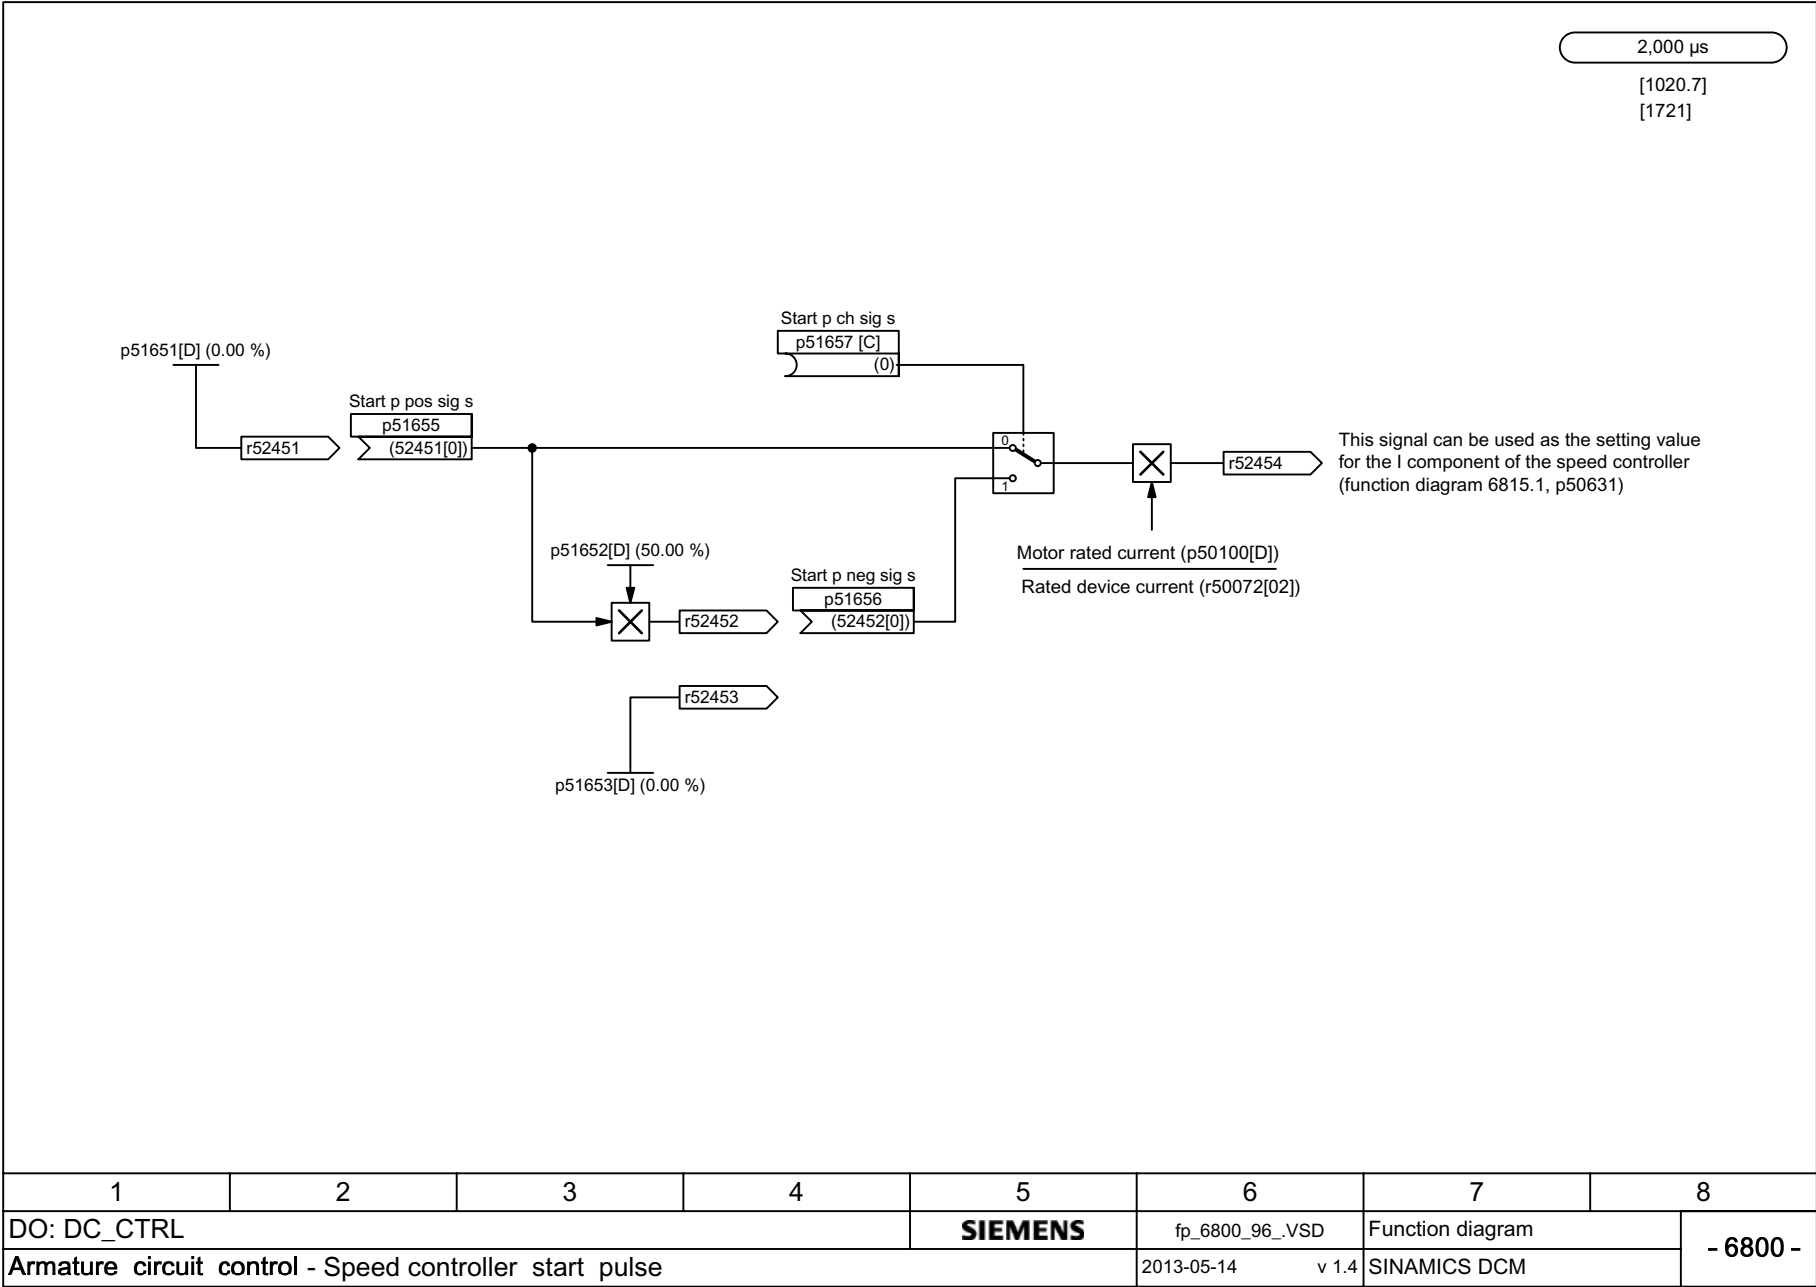 2,000 µs
[1020.7]
[1721]
Start p ch sig s
p51657 [C]
(0)
p51651[D] (0.00 %)
Start p pos sig s
p51655
r52451
(52451[0])
0
1
r52454
This signal can be used as the setting value
for the I component of the speed controller
(function diagram 6815.1, p50631)
p51652[D] (50.00 %)
Motor rated current (p50100[D])
Rated device current (r50072[02])
Start p neg sig s
p51656
r52452
(52452[0])
r52453
p51653[D] (0.00 %)
1 2 3 4 5 6 7 8
DO: DC_CTRL
SIEMENS
fp_6800_96_.VSD
Function diagram
- 6800 -
Armature circuit control - Speed controller start pulse
2013-05-14 v 1.4
SINAMICS DCM